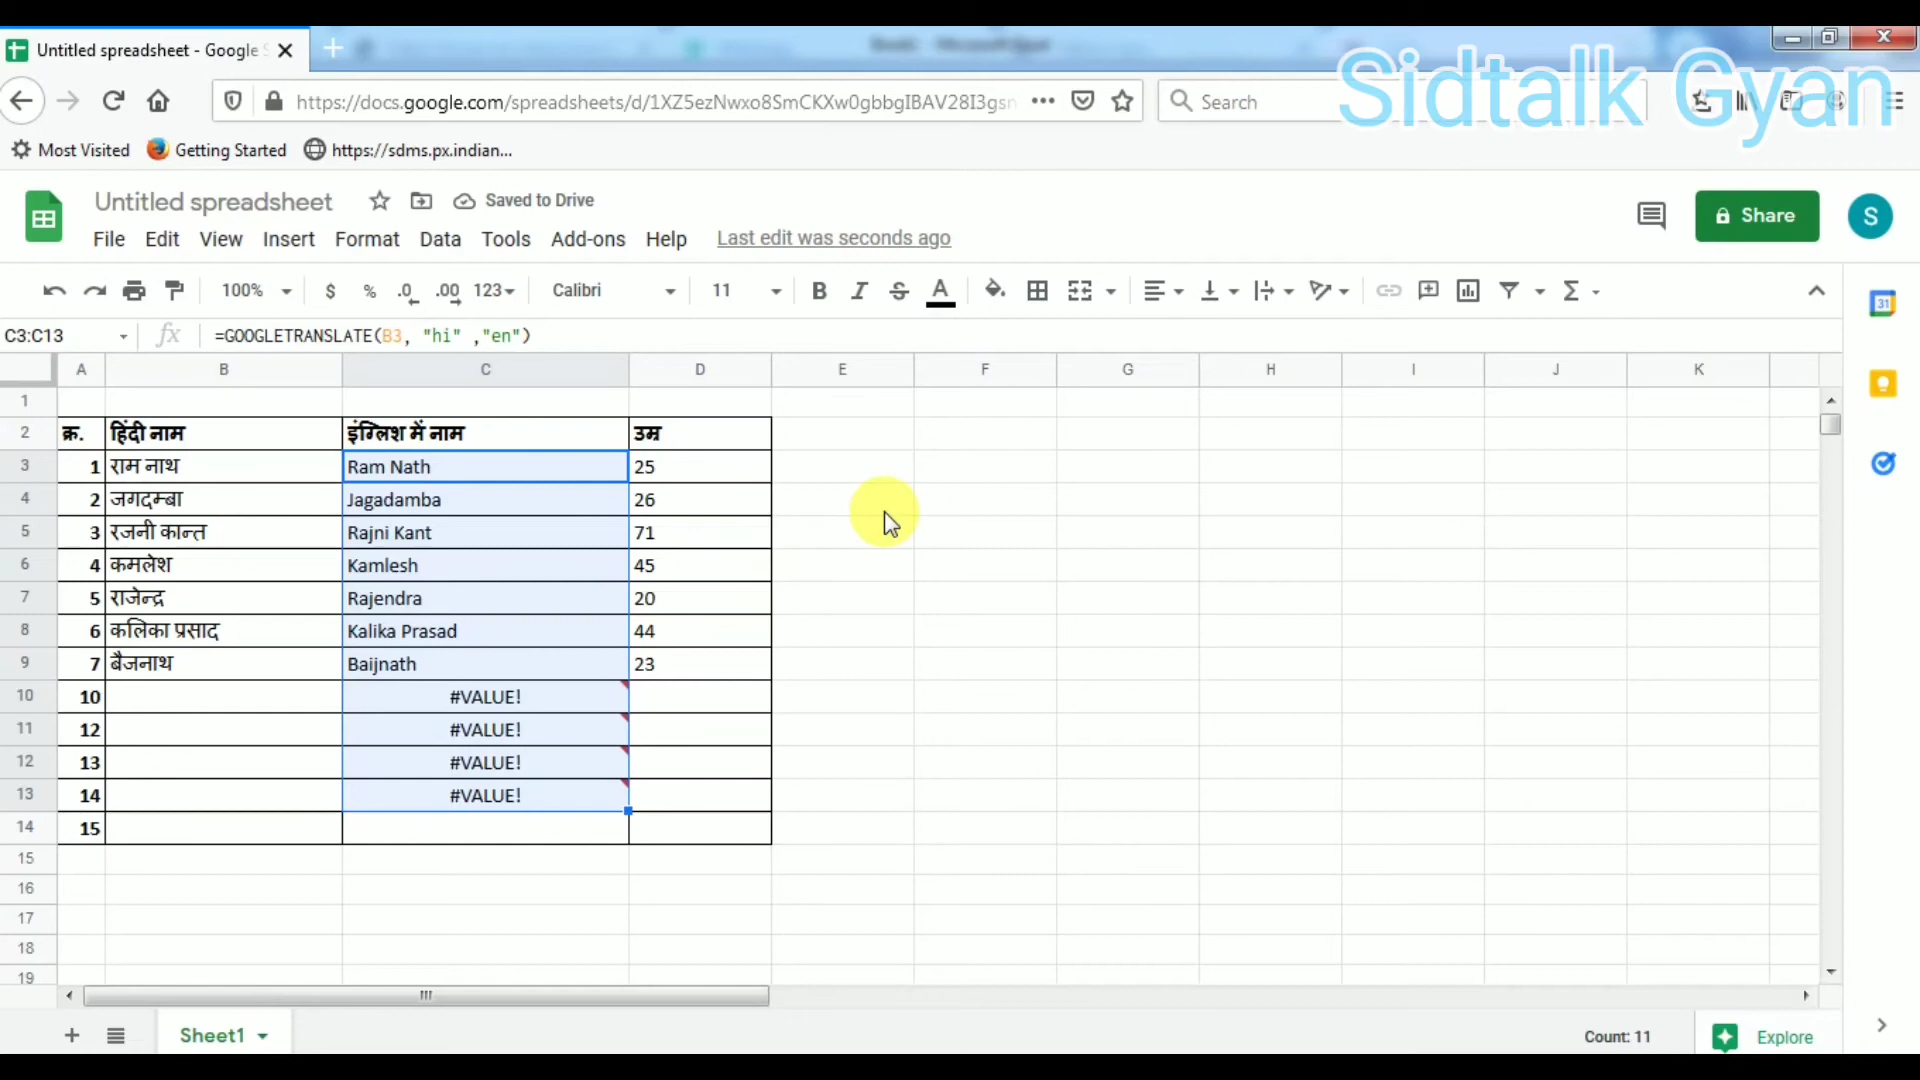 Untitled spreadsheet - Google S
Sidtalk Gyan
https://docs.google.com/spreadsheets/d/1XZ5ezNwxo8SmCKXw0gbbgIBAV28I3gsn
Search
Most Visited
Getting Started
https://sdms.px.indian...
Untitled spreadsheet
Saved to Drive
Share
S
File Edit View Insert Format Data Tools Add-ons Help Last edit was seconds ago
100% $ % .0 .00 123 Calibri 11 B I S A Σ
31
C3:C13 fx =GOOGLETRANSLATE(B3, "hi" ,"en")
A B C D E F G H I J K
1
2 क्र. हिंदी नाम इंग्लिश में नाम उम्र
3 1 राम नाथ Ram Nath 25
4 2 जगदम्बा Jagadamba 26
5 3 रजनी कान्त Rajni Kant 71
6 4 कमलेश Kamlesh 45
7 5 राजेन्द्र Rajendra 20
8 6 कलिका प्रसाद Kalika Prasad 44
9 7 बैजनाथ Baijnath 23
10 10 #VALUE!
11 12 #VALUE!
12 13 #VALUE!
13 14 #VALUE!
14 15
15
16
17
18
19
Sheet1
Count: 11
Explore